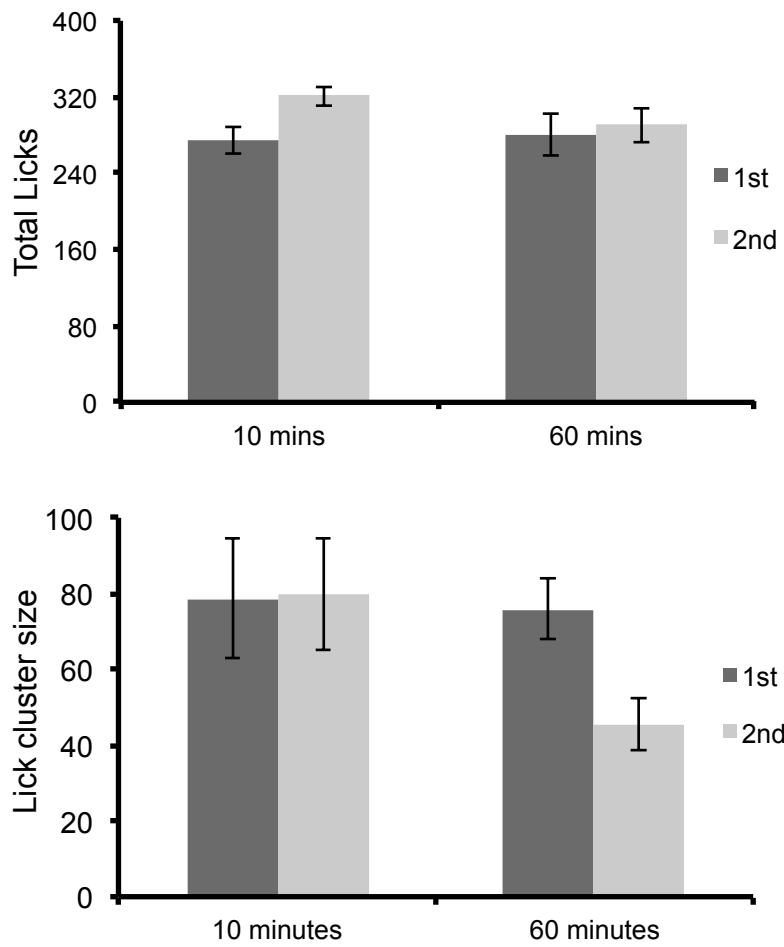 Total Licks
400
320
240
160
80
0
1st
2nd
10 mins
60 mins
Lick cluster size
100
80
60
40
20
0
1st
2nd
10 minutes
60 minutes